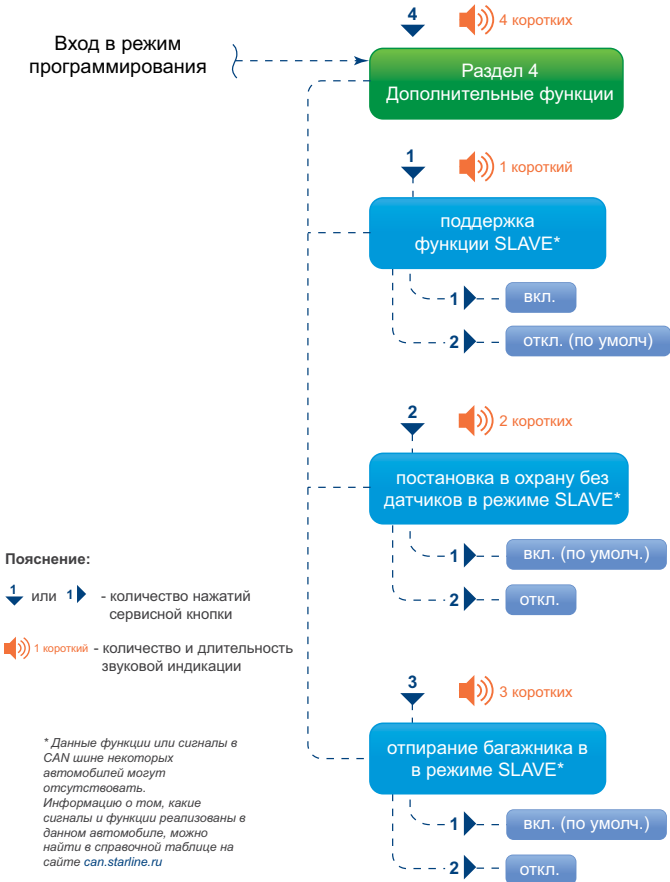 4
4 коротких
Вход в режим
программирования
Раздел 4
Дополнительные функции
1
1 короткий
поддержка
функции SLAVE*
1
вкл.
2
откл. (по умолч)
2
2 коротких
постановка в охрану без
датчиков в режиме SLAVE*
1
вкл. (по умолч.)
2
откл.
Пояснение:
1 или 1 - количество нажатий
сервисной кнопки
1 короткий - количество и длительность
звуковой индикации
3
3 коротких
отпирание багажника в
в режиме SLAVE*
1
вкл. (по умолч.)
2
откл.
* Данные функции или сигналы в
CAN шине некоторых
автомобилей могут
отсутствовать.
Информацию о том, какие
сигналы и функции реализованы в
данном автомобиле, можно
найти в справочной таблице на
сайте can.starline.ru